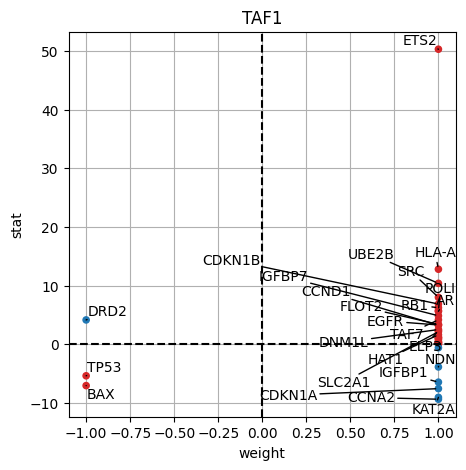 TAF1
ETS2
50
40
30
20
10
0
−10
stat
HLA-A
UBE2B
CDKN1B
SRC
IGFBP7
POLI
CCND1
AR
RB1
FLOT2
EGFR
TAF7
DNM1L
ELP3
HAT1
NDN
IGFBP1
SLC2A1
CDKN1A
CCNA2
KAT2A
DRD2
TP53
BAX
−1.00 −0.75 −0.50 −0.25 0.00 0.25 0.50 0.75 1.00
weight